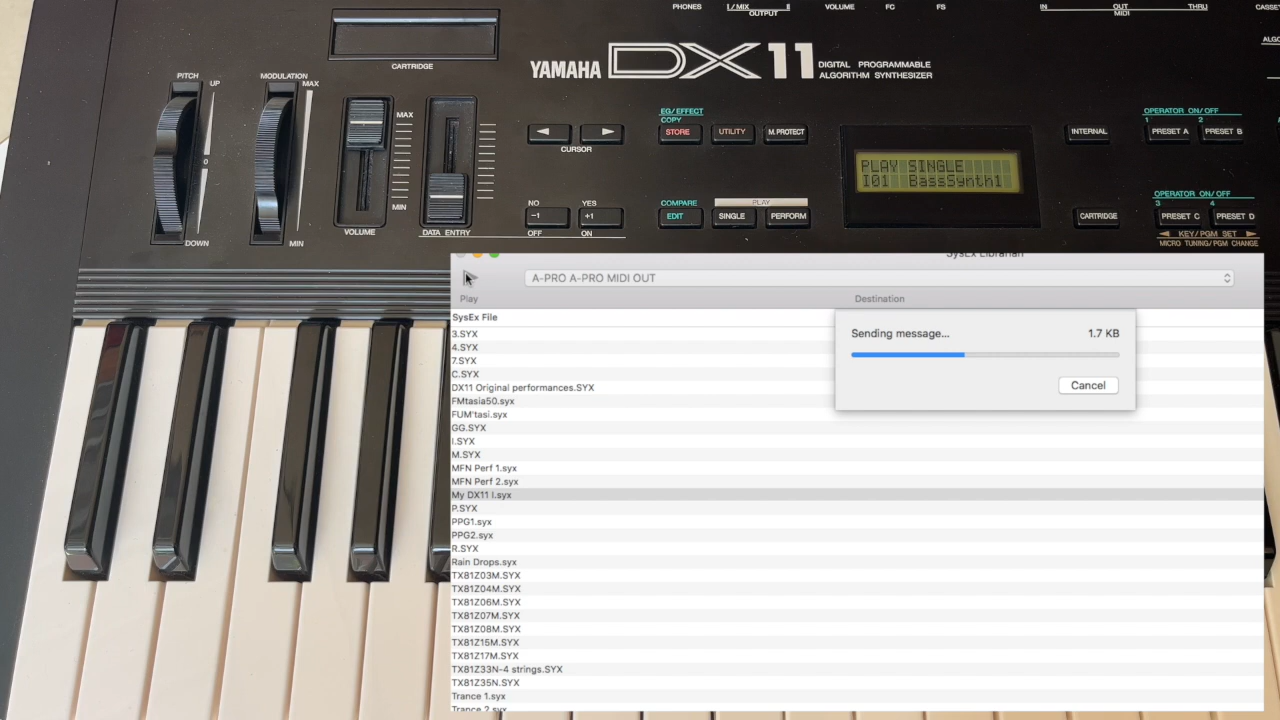 PHONES I / MIX II OUTPUT VOLUME FC FS IN OUT THRU MIDI
CARTRIDGE
YAMAHA DX11 DIGITAL PROGRAMMABLE
ALGORITHM SYNTHESIZER
PITCH
UP
0
DOWN
MODULATION
MAX
MIN
MAX
MIN
VOLUME
DATA ENTRY
CURSOR
NO
-1
OFF
YES
+1
ON
EG/EFFECT
COPY
STORE
UTILITY
M.PROTECT
COMPARE
EDIT
PLAY
SINGLE
PERFORM
PLAY SINGLE
I01 BassSynth1
INTERNAL
CARTRIDGE
OPERATOR ON/OFF
1 2
PRESET A PRESET B
OPERATOR ON/OFF
3 4
PRESET C PRESET D
KEY/PGM SET
MICRO TUNING/PGM CHANGE
SysEx Librarian
A-PRO A-PRO MIDI OUT
Play
Destination
SysEx File
3.SYX
4.SYX
7.SYX
C.SYX
DX11 Original performances.SYX
FMtasia50.syx
FUM'tasi.syx
GG.SYX
I.SYX
M.SYX
MFN Perf 1.syx
MFN Perf 2.syx
My DX11 I.syx
P.SYX
PPG1.syx
PPG2.syx
R.SYX
Rain Drops.syx
TX81Z03M.SYX
TX81Z04M.SYX
TX81Z06M.SYX
TX81Z07M.SYX
TX81Z08M.SYX
TX81Z15M.SYX
TX81Z17M.SYX
TX81Z33N-4 strings.SYX
TX81Z35N.SYX
Trance 1.syx
Trance 2.syx
Sending message... 1.7 KB
Cancel